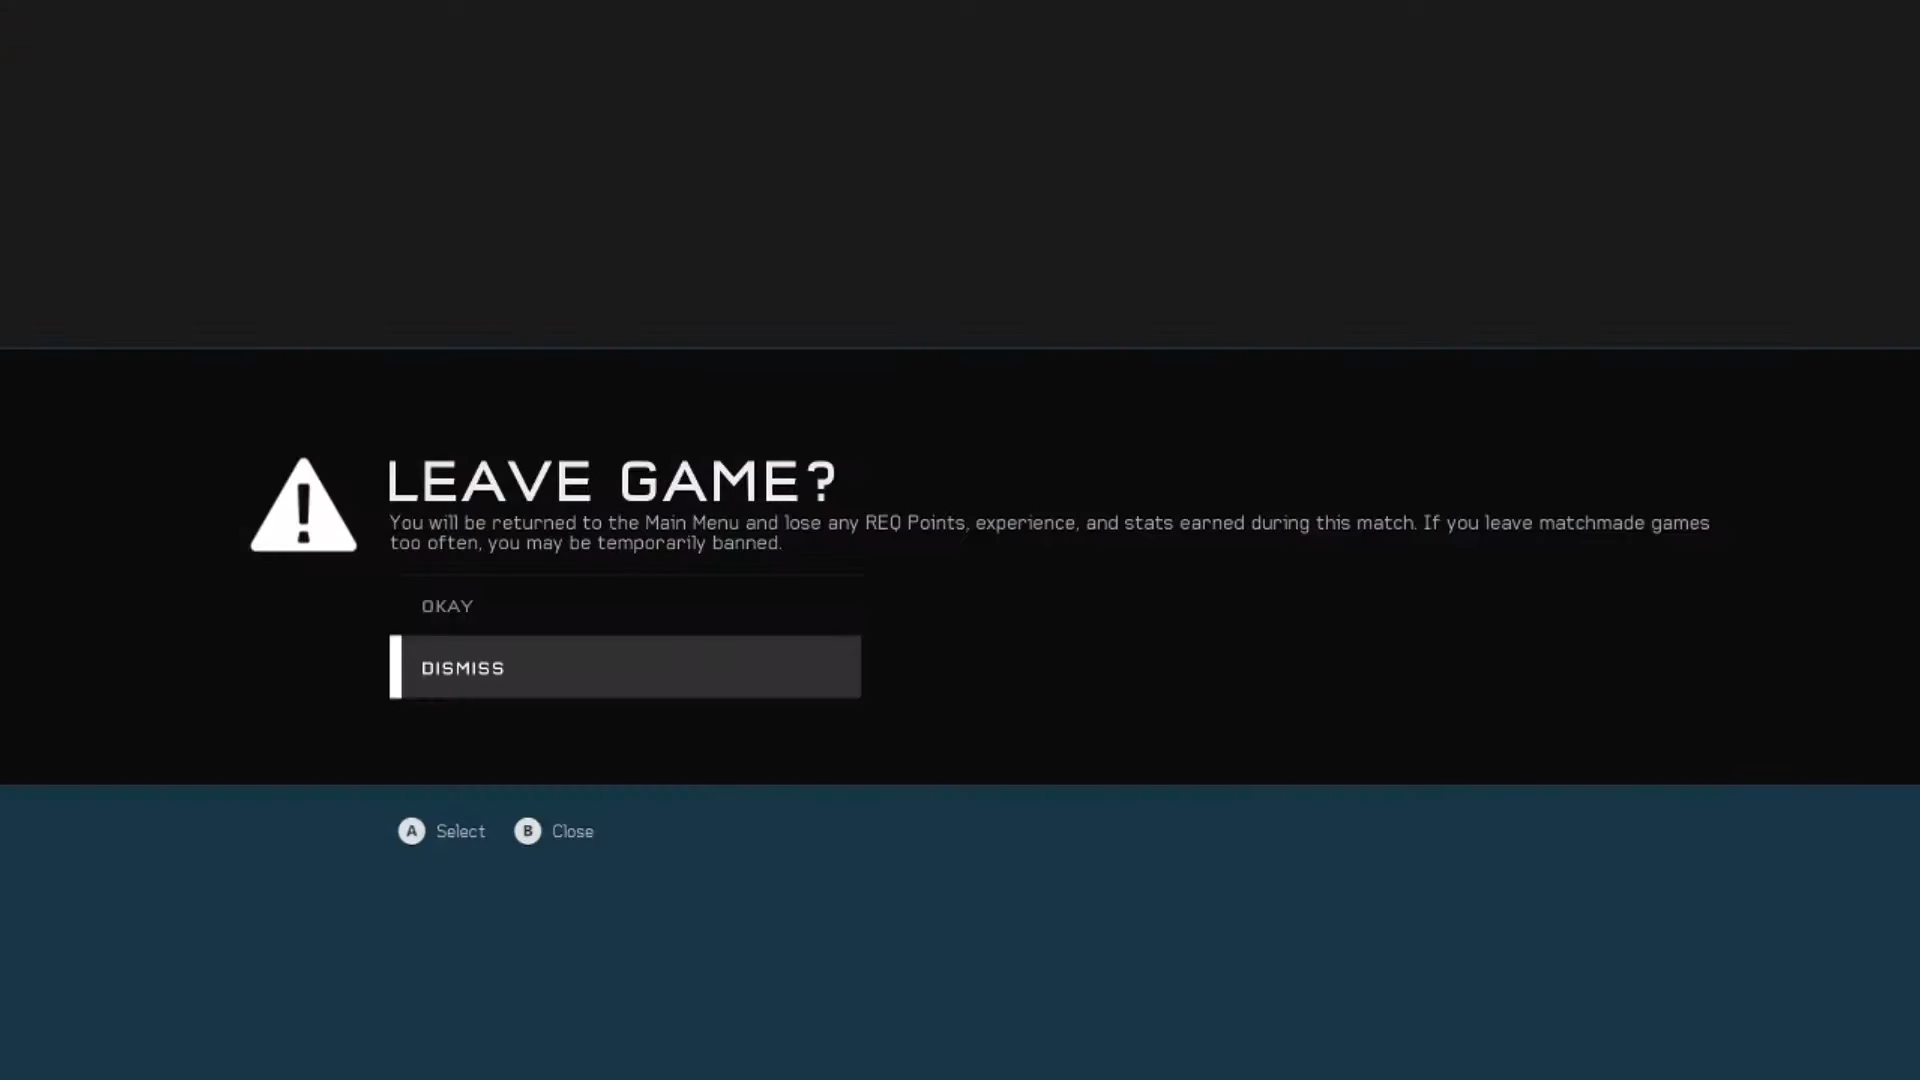 LEAVE GAME?
You will be returned to the Main Menu and lose any REQ Points, experience, and stats earned during this match. If you leave matchmade games
too often, you may be temporarily banned.
OKAY
DISMISS
A Select B Close